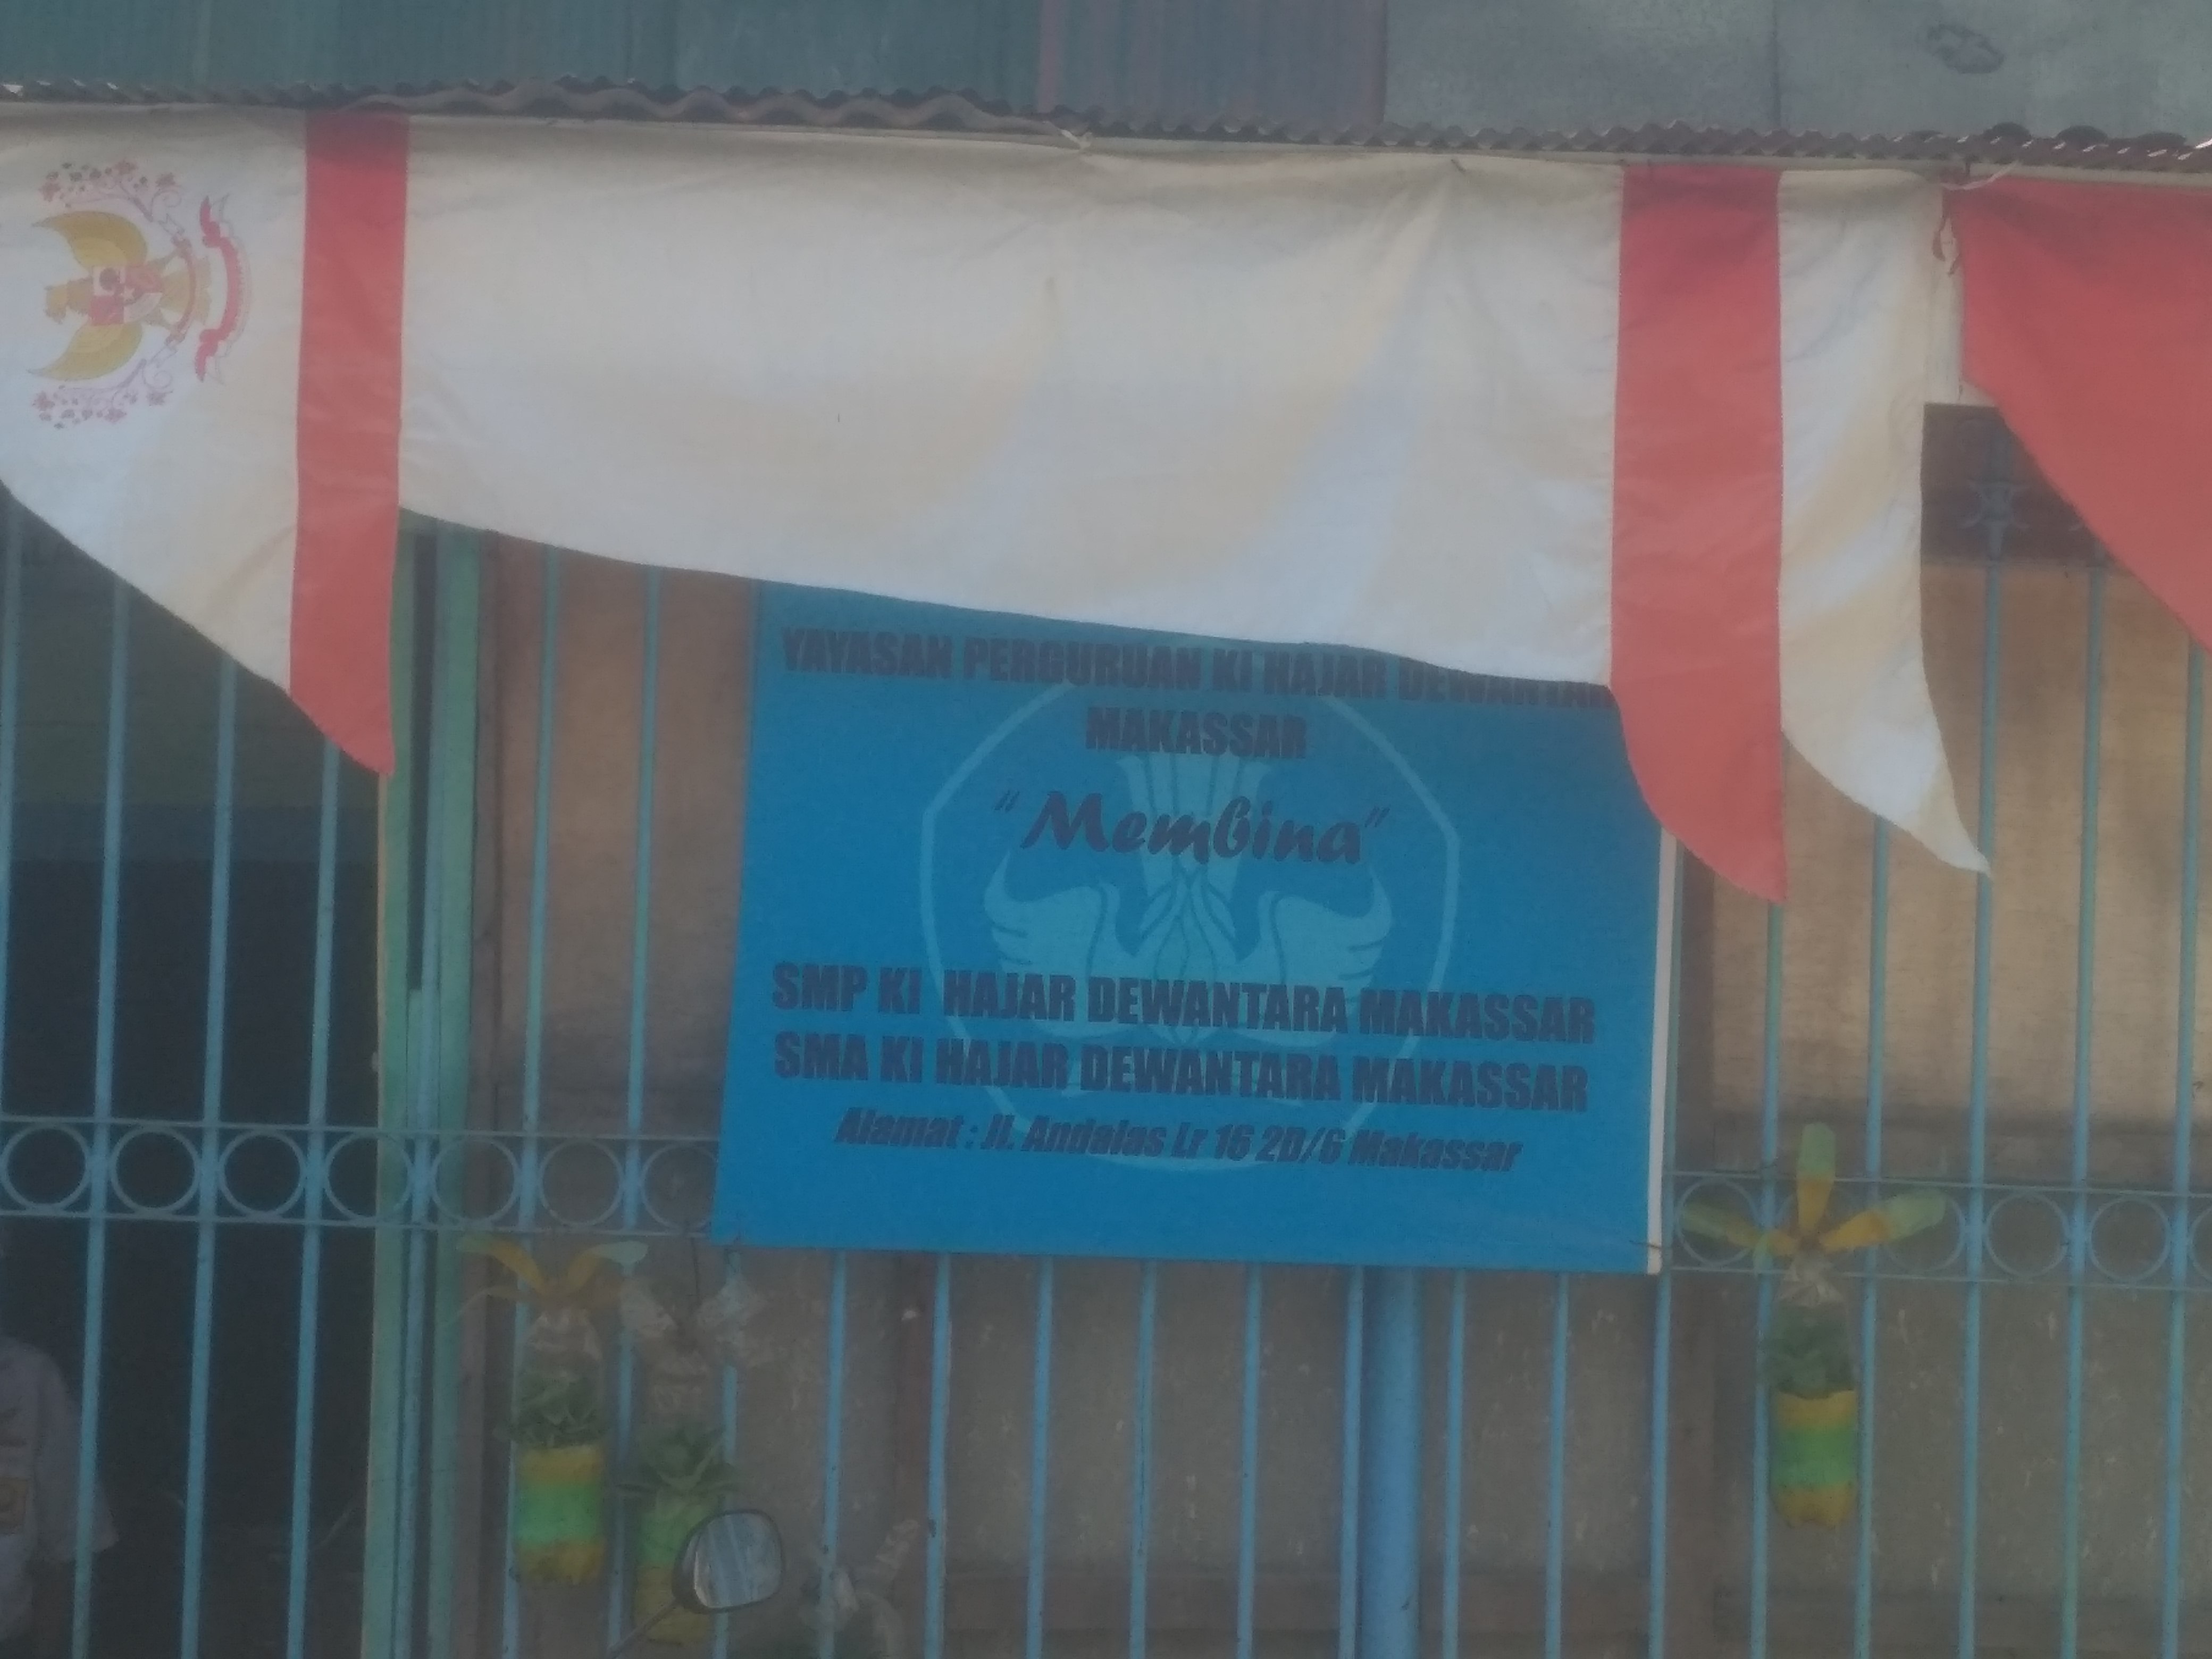 YAYASAN PERGURUAN KI HAJAR DEWANTAR
MAKASSAR
"Membina"
SMP KI HAJAR DEWANTARA MAKASSAR
SMA KI HAJAR DEWANTARA MAKASSAR
Alamat : Jl. Andalas Lr 16 2D/6 Makassar